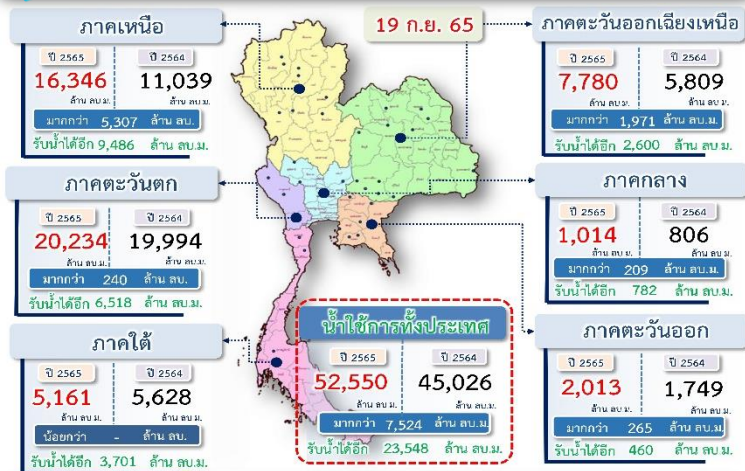 ภาคเหนือ
ปี 2565 ปี 2564
16,346 11,039
ล้าน ลบ.ม. ล้าน ลบ.ม.
มากกว่า 5,307 ล้าน ลบ.ม.
รับน้ำได้อีก 9,486 ล้าน ลบ.ม.
19 ก.ย. 65
ภาคตะวันออกเฉียงเหนือ
ปี 2565 ปี 2564
7,780 5,809
ล้าน ลบ.ม. ล้าน ลบ.ม.
มากกว่า 1,971 ล้าน ลบ.ม.
รับน้ำได้อีก 2,600 ล้าน ลบ.ม.
ภาคตะวันตก
ปี 2565 ปี 2564
20,234 19,994
ล้าน ลบ.ม. ล้าน ลบ.ม.
มากกว่า 240 ล้าน ลบ.
รับน้ำได้อีก 6,518 ล้าน ลบ.ม.
ภาคกลาง
ปี 2565 ปี 2564
1,014 806
ล้าน ลบ.ม. ล้าน ลบ.ม.
มากกว่า 209 ล้าน ลบ.ม.
รับน้ำได้อีก 782 ล้าน ลบ.ม.
ภาคใต้
ปี 2565 ปี 2564
5,161 5,628
ล้าน ลบ.ม. ล้าน ลบ.ม.
น้อยกว่า - ล้าน ลบ.
รับน้ำได้อีก 3,701 ล้าน ลบ.ม.
น้ำใช้การทั้งประเทศ
ปี 2565 ปี 2564
52,550 45,026
ล้าน ลบ.ม. ล้าน ลบ.ม.
มากกว่า 7,524 ล้าน ลบ.ม.
รับน้ำได้อีก 23,548 ล้าน ลบ.ม.
ภาคตะวันออก
ปี 2565 ปี 2564
2,013 1,749
ล้าน ลบ.ม. ล้าน ลบ.ม.
มากกว่า 265 ล้าน ลบ.ม.
รับน้ำได้อีก 460 ล้าน ลบ.ม.